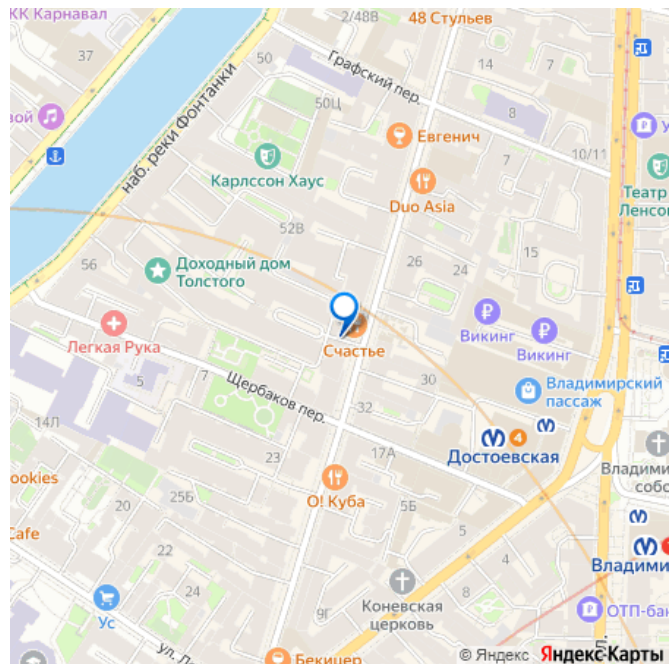 КК Карнавал
2/48В
48 Стульев
37
50
14
7
Графский пер.
50Ц
8
вой
Евгенич
наб. реки Фонтанки
7
10/11
Карлссон Хаус
Duo Asia
Театр
Ленсо
52В
26
15
56
Доходный дом
Толстого
24
Викинг
Викинг
Легкая Рука
Счастье
5
7
30
Владимирский
пассаж
Щербаков пер.
32
14Л
17А
4
Достоевская
Владими
собо
23
ookies
О! Куба
25Б
20
5Б
Cafe
Владими
22
24
Коневская
церковь
Ус
9Г
ОТП-бан
ул. Л
Бекицер
© Яндекс Яндекс Карты